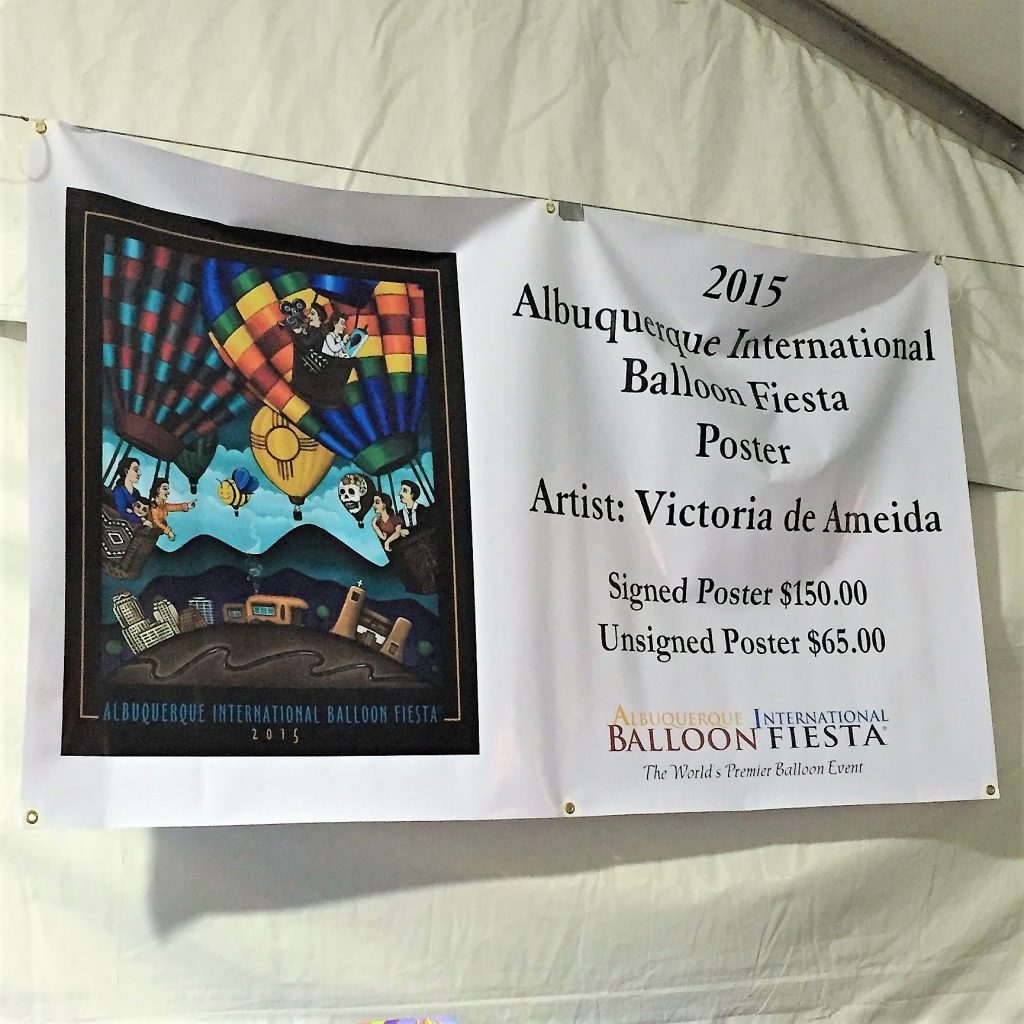 ALBUQUERQUE INTERNATIONAL BALLOON FIESTA
2015
2015
Albuquerque International
Balloon Fiesta
Poster
Artist: Victoria de Ameida
Signed Poster $150.00
Unsigned Poster $65.00
ALBUQUERQUE INTERNATIONAL
BALLOON FIESTA®
The World's Premier Balloon Event